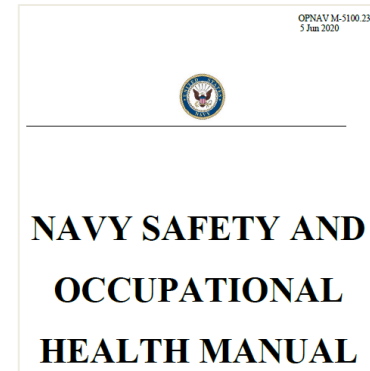 OPNAV M-5100.23
5 Jun 2020
NAVY SAFETY AND
OCCUPATIONAL
HEALTH MANUAL